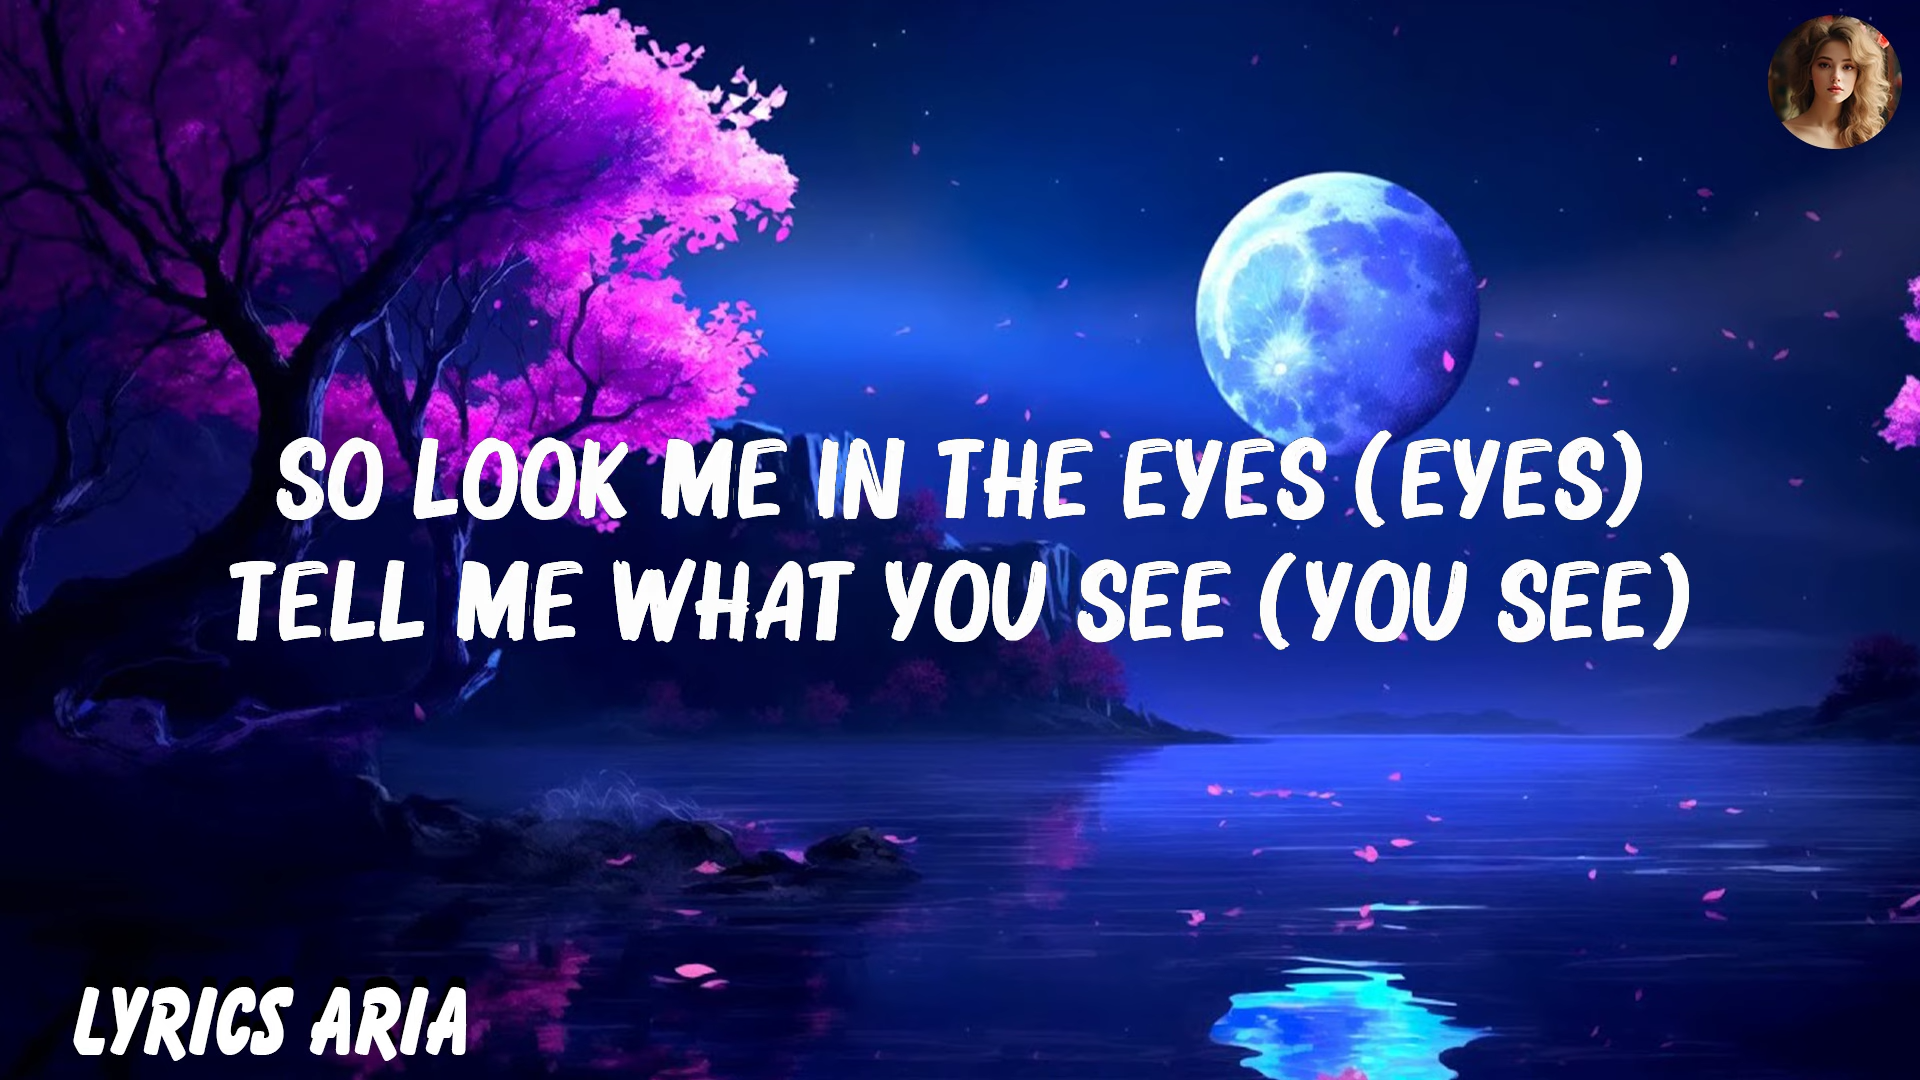 SO LOOK ME IN THE EYES (EYES)
TELL ME WHAT YOU SEE (YOU SEE)
LYRICS ARIA